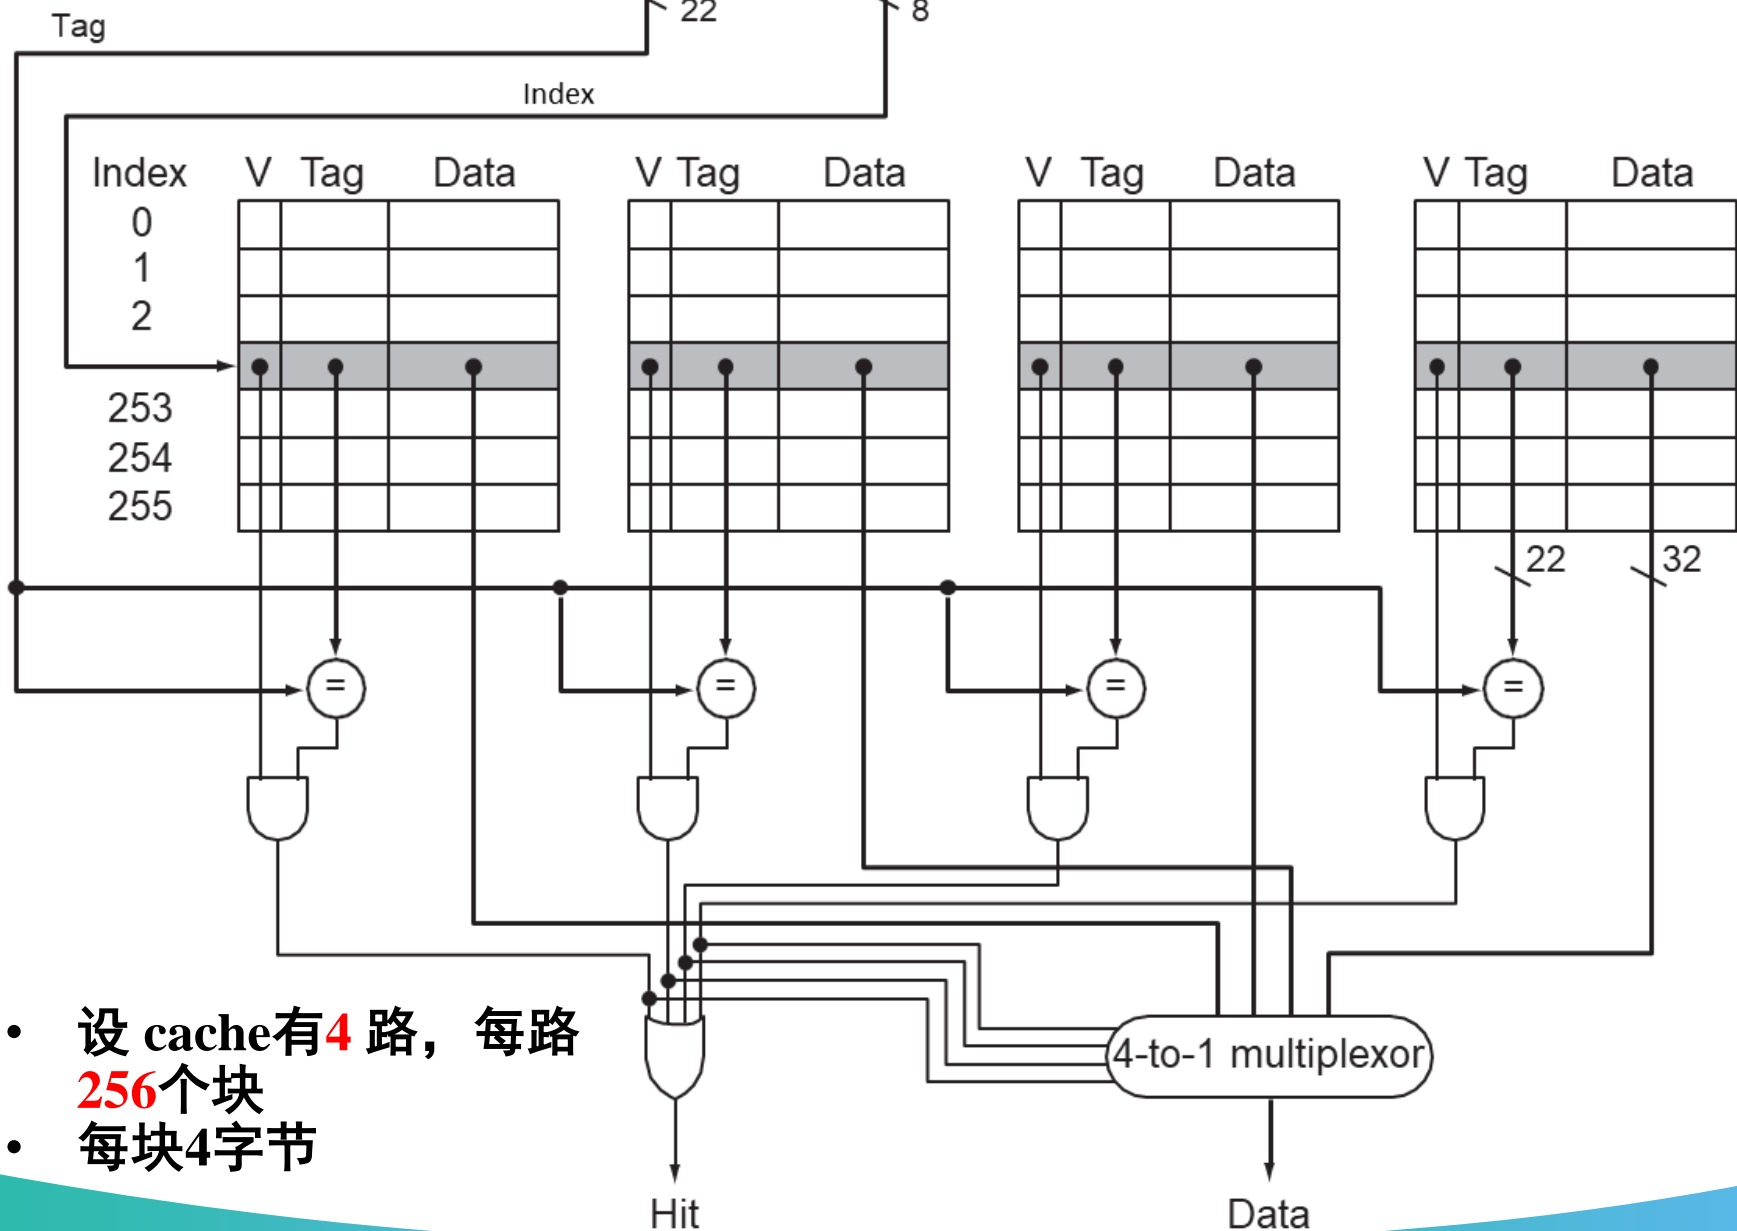 22
8
Tag
Index
Index V Tag Data V Tag Data V Tag Data V Tag Data
0
1
2
253
254
255
22 32
= = = =
• 设 cache有4 路，每路
256个块
• 每块4字节
4-to-1 multiplexor
Hit
Data